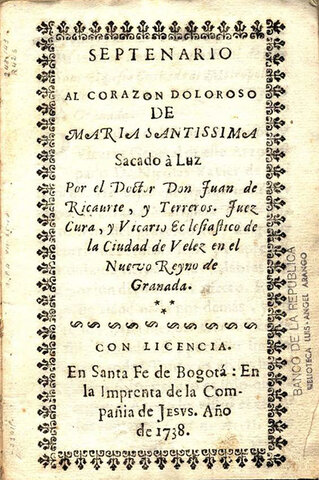 SEPTENARIO
AL CORAZON DOLOROSO
DE
MARIA SANTISSIMA
Sacado à Luz
Por el Doctor Don Juan de
Ricaurte, y Terreros. Juez
Cura, y Vicario Eclesiastico de
la Ciudad de Velez en el
Nuevo Reyno de
Granada.
CON LICENCIA.
En Santa Fe de Bogotá: En
la Imprenta de la Com-
pañia de JESVS. Año
de 1738.
BANCO DE LA REPUBLICA
BIBLIOTECA LUIS-ANGEL ARANGO